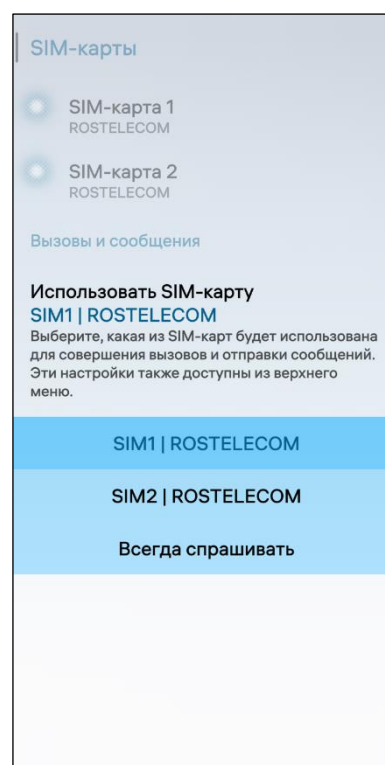 SIM-карты
SIM-карта 1
ROSTELECOM
SIM-карта 2
ROSTELECOM
Вызовы и сообщения
Использовать SIM-карту
SIM1 | ROSTELECOM
Выберите, какая из SIM-карт будет использована
для совершения вызовов и отправки сообщений.
Эти настройки также доступны из верхнего
меню.
SIM1 | ROSTELECOM
SIM2 | ROSTELECOM
Всегда спрашивать